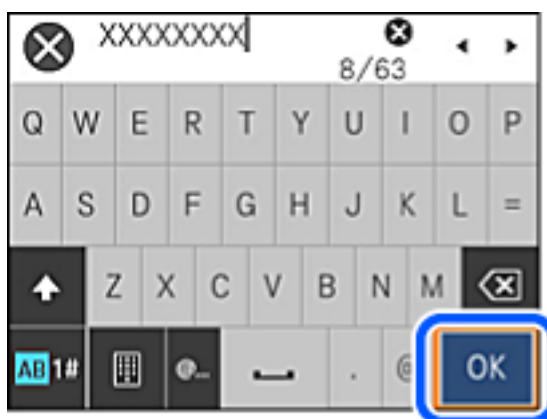 XXXXXXXX
8/63
Q W E R T Y U I O P
A S D F G H J K L =
Z X C V B N M
AB 1# @... . @ OK